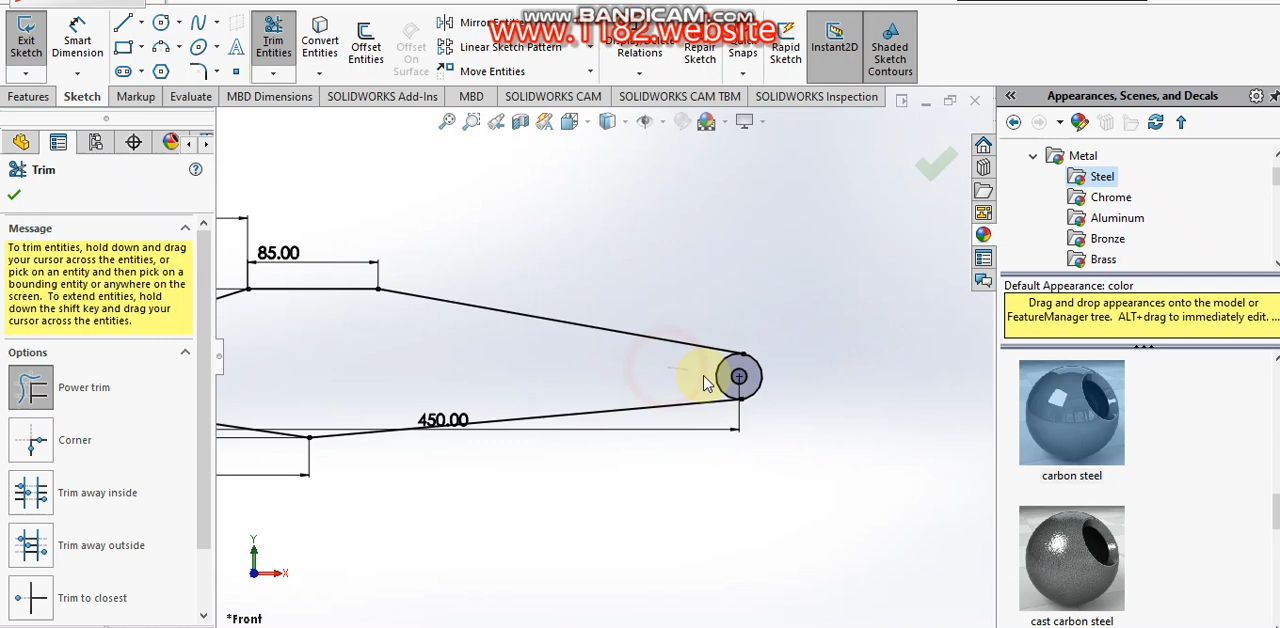 www.BANDICAM.com
www.1182.website
Exit Sketch
Smart Dimension
Trim Entities
Convert Entities
Offset Entities
Offset On Surface
Mirror Entities
Linear Sketch Pattern
Move Entities
Display/Delete Relations
Repair Sketch
Quick Snaps
Rapid Sketch
Instant2D
Shaded Sketch Contours
Features
Sketch
Markup
Evaluate
MBD Dimensions
SOLIDWORKS Add-Ins
MBD
SOLIDWORKS CAM
SOLIDWORKS CAM TBM
SOLIDWORKS Inspection
Trim
Message
To trim entities, hold down and drag
your cursor across the entities, or
pick on an entity and then pick on a
bounding entity or anywhere on the
screen. To extend entities, hold
down the shift key and drag your
cursor across the entities.
Options
Power trim
Corner
Trim away inside
Trim away outside
Trim to closest
85.00
450.00
Y
X
*Front
Appearances, Scenes, and Decals
Metal
Steel
Chrome
Aluminum
Bronze
Brass
Default Appearance: color
Drag and drop appearances onto the model or
FeatureManager tree. ALT+drag to immediately edit. ...
carbon steel
cast carbon steel